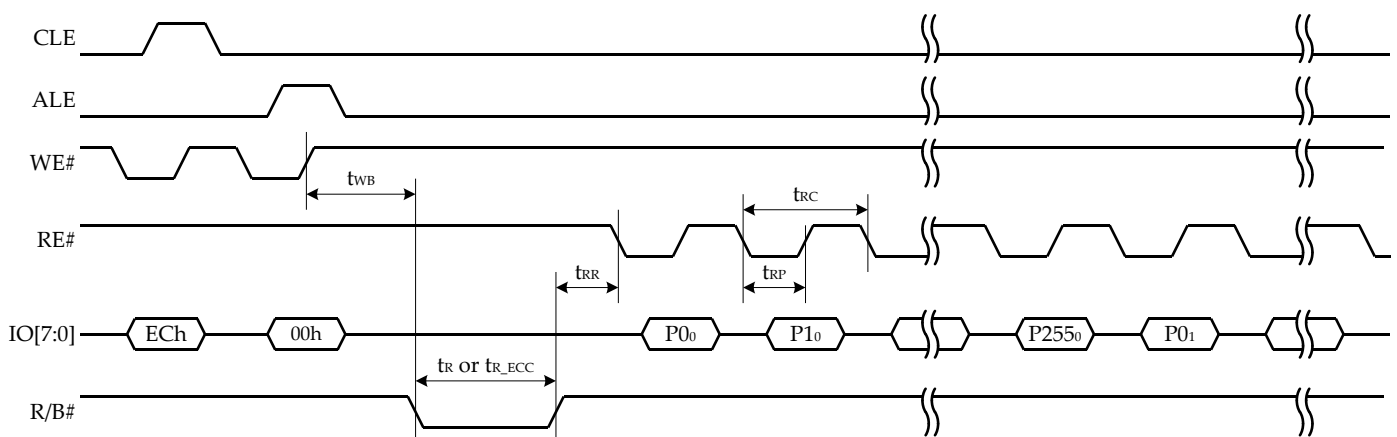 CLE
ALE
WE#
tWB
tRC
RE#
tRR
tRP
IO[7:0] ECh 00h P00 P10 P2550 P01
tR or tR_ECC
R/B#